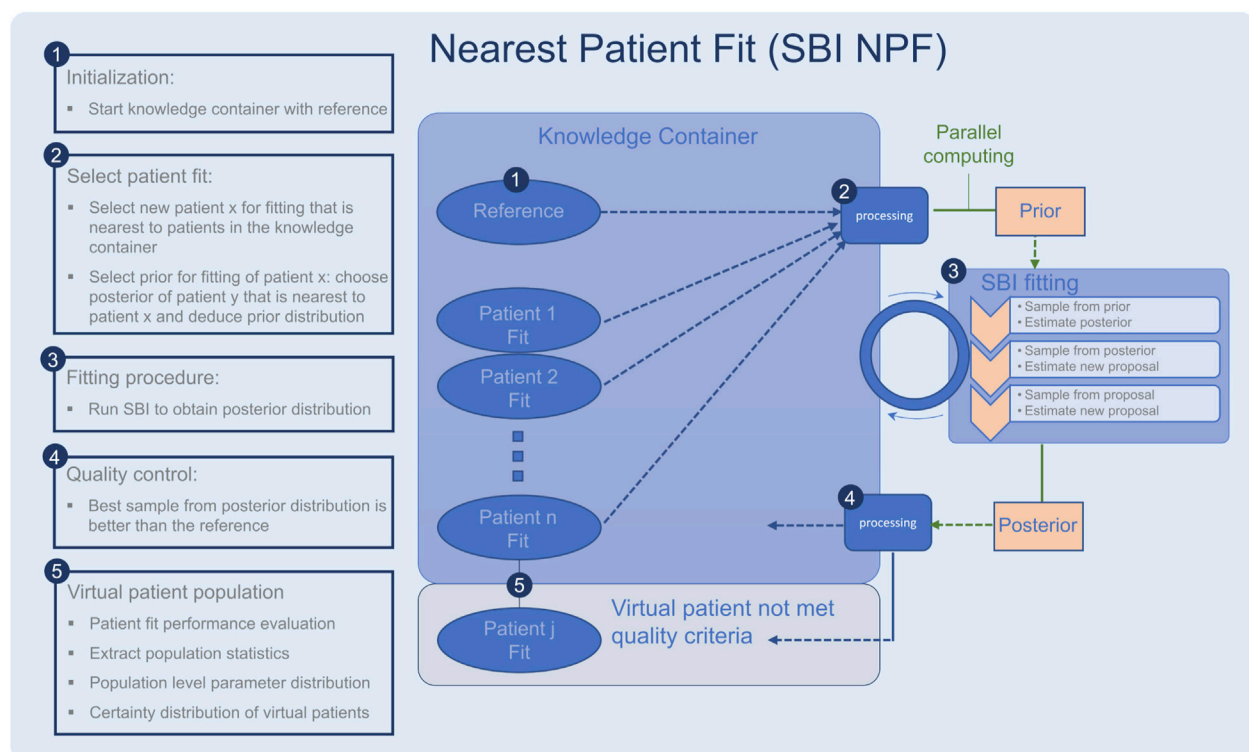 Nearest Patient Fit (SBI NPF)
1
Initialization:
▪ Start knowledge container with reference
2
Select patient fit:
▪ Select new patient x for fitting that is
nearest to patients in the knowledge
container
▪ Select prior for fitting of patient x: choose
posterior of patient y that is nearest to
patient x and deduce prior distribution
3
Fitting procedure:
▪ Run SBI to obtain posterior distribution
4
Quality control:
▪ Best sample from posterior distribution is
better than the reference
5
Virtual patient population
▪ Patient fit performance evaluation
▪ Extract population statistics
▪ Population level parameter distribution
▪ Certainty distribution of virtual patients
Knowledge Container
1
Reference
Patient 1
Fit
Patient 2
Fit
Patient n
Fit
5
Patient j
Fit
Virtual patient not met
quality criteria
2
processing
Parallel
computing
Prior
3
SBI fitting
• Sample from prior
• Estimate posterior
• Sample from posterior
• Estimate new proposal
• Sample from proposal
• Estimate new proposal
4
processing
Posterior